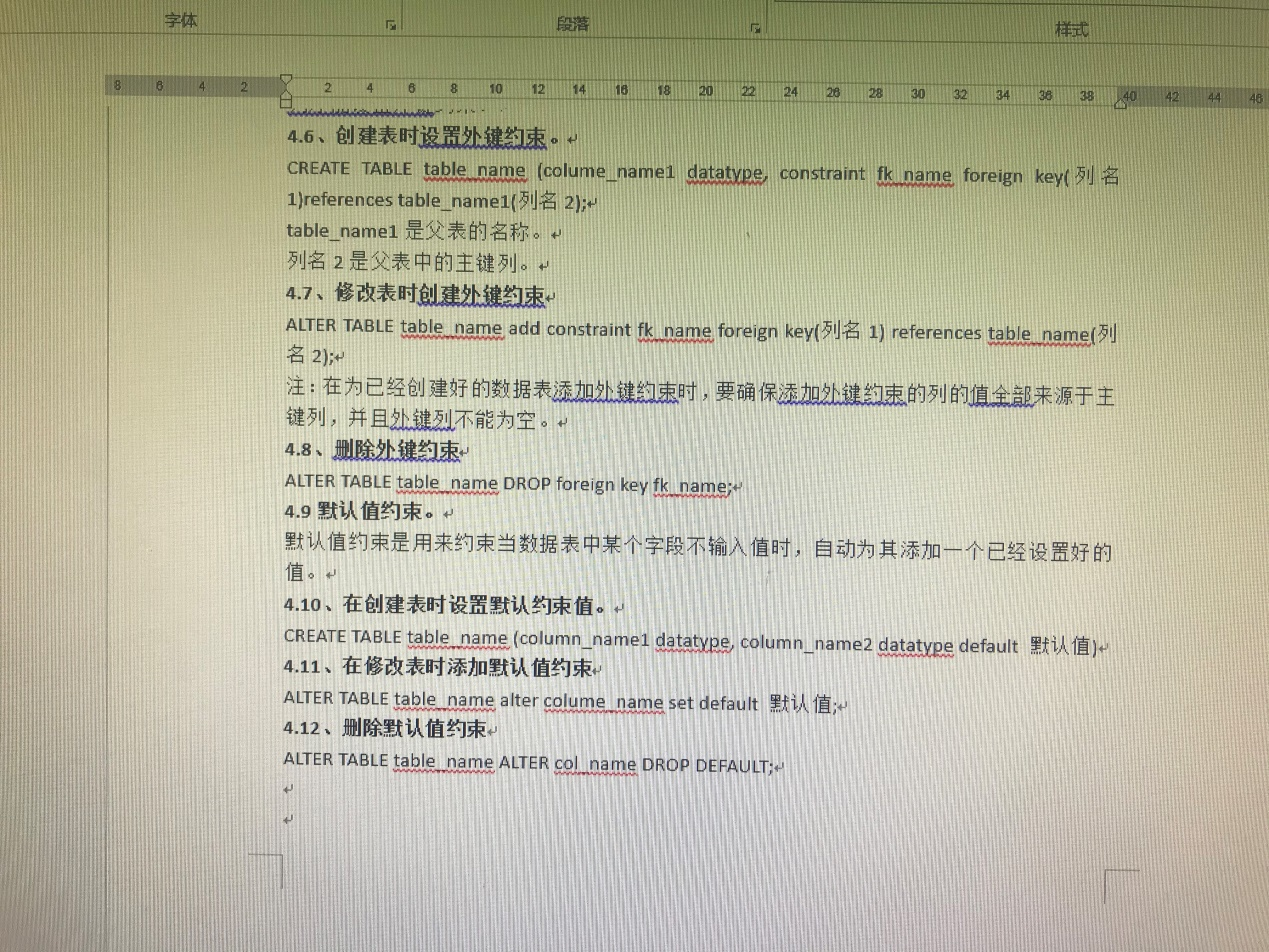 字体 段落 样式
8 6 4 2 2 4 6 8 10 12 14 16 18 20 22 24 26 28 30 32 34 36 38 40 42 44 46
4.6、创建表时设置外键约束。
CREATE TABLE table_name (colume_name1 datatype, constraint fk_name foreign key(列名
1)references table_name1(列名 2);
table_name1 是父表的名称。
列名 2 是父表中的主键列。
4.7、修改表时创建外键约束
ALTER TABLE table_name add constraint fk_name foreign key(列名 1) references table_name(列
名 2);
注：在为已经创建好的数据表添加外键约束时，要确保添加外键约束的列的值全部来源于主
键列，并且外键列不能为空。
4.8、删除外键约束
ALTER TABLE table_name DROP foreign key fk_name;
4.9 默认值约束。
默认值约束是用来约束当数据表中某个字段不输入值时，自动为其添加一个已经设置好的
值。
4.10、在创建表时设置默认约束值。
CREATE TABLE table_name (column_name1 datatype, column_name2 datatype default 默认值)
4.11、在修改表时添加默认值约束
ALTER TABLE table_name alter colume_name set default 默认值;
4.12、删除默认值约束
ALTER TABLE table_name ALTER col_name DROP DEFAULT;